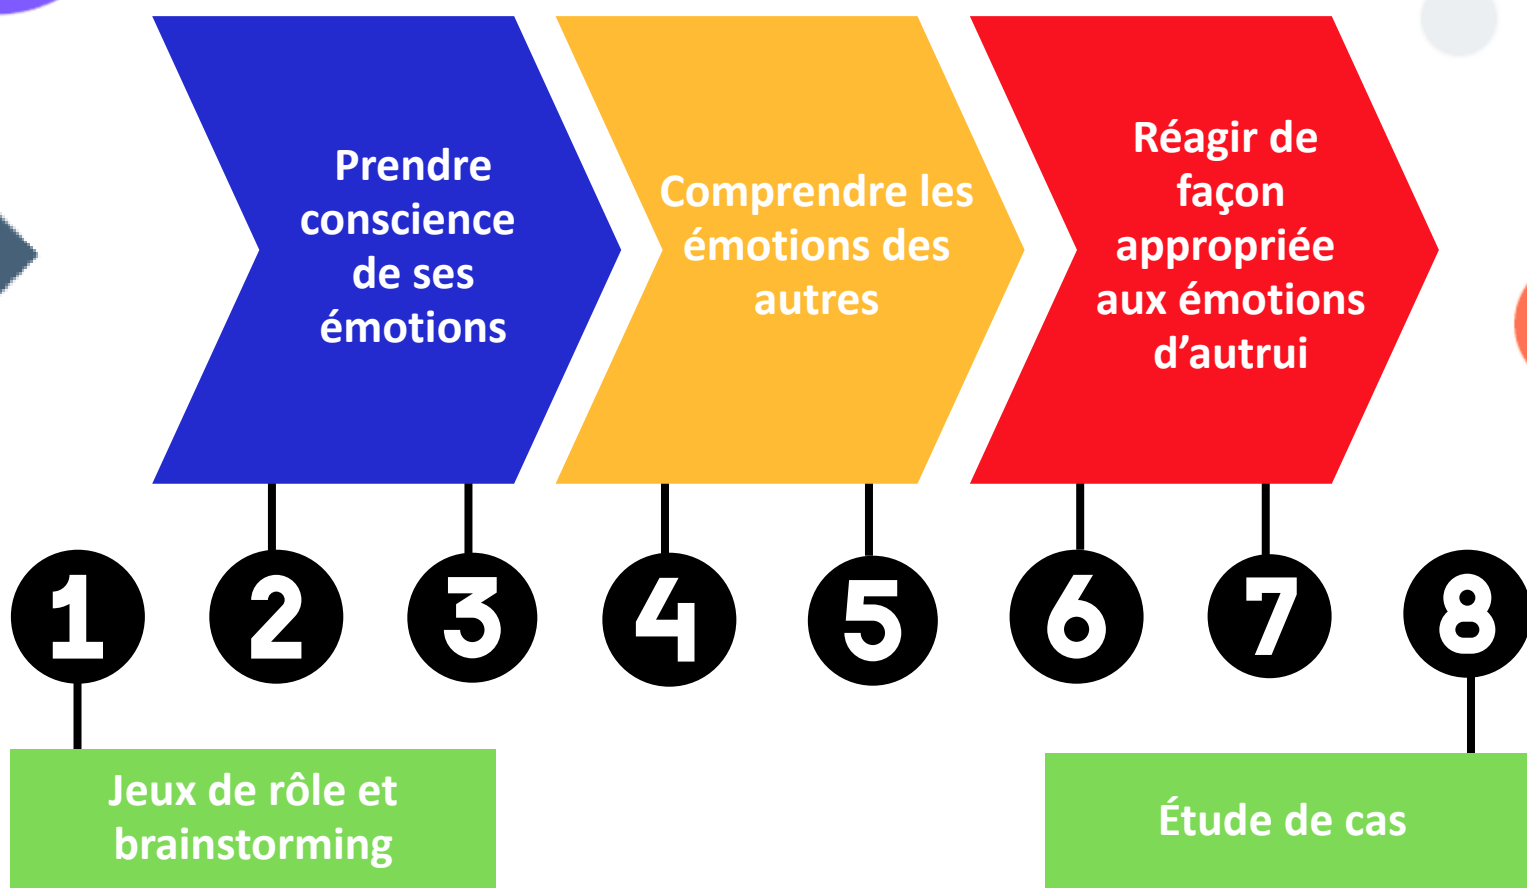 Prendre
conscience
de ses
émotions
Comprendre les
émotions des
autres
Réagir de
façon
appropriée
aux émotions
d’autrui
1 2 3 4 5 6 7 8
Jeux de rôle et
brainstorming
Étude de cas